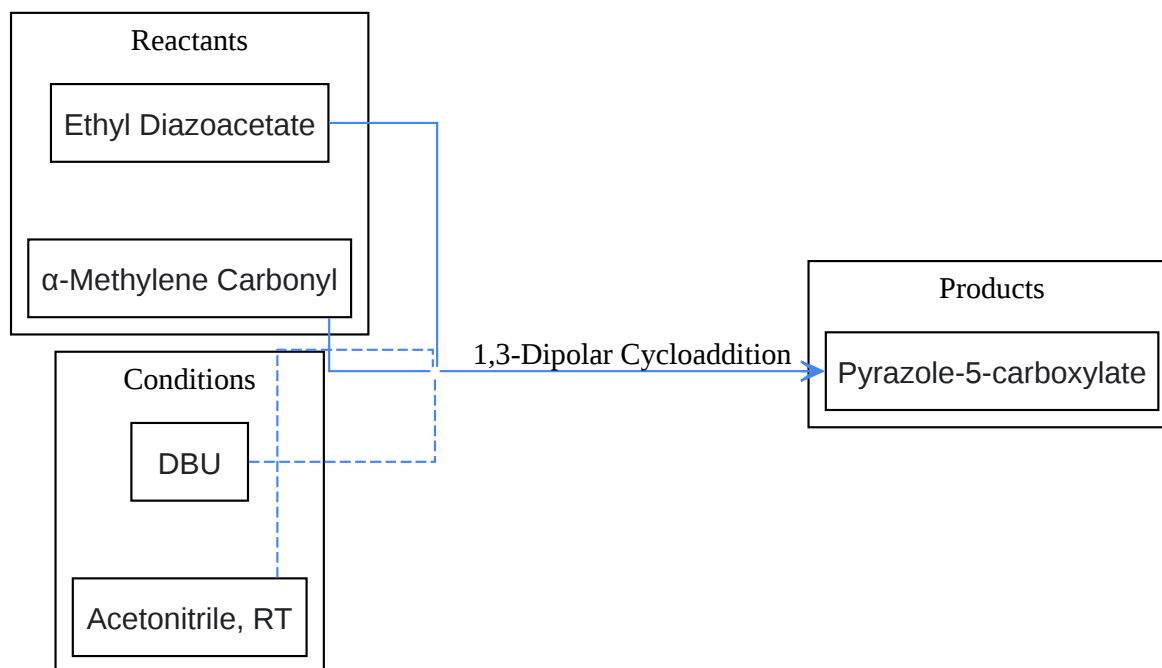 Reactants
Ethyl Diazoacetate
α-Methylene Carbonyl
Conditions
DBU
Acetonitrile, RT
1,3-Dipolar Cycloaddition
Products
Pyrazole-5-carboxylate